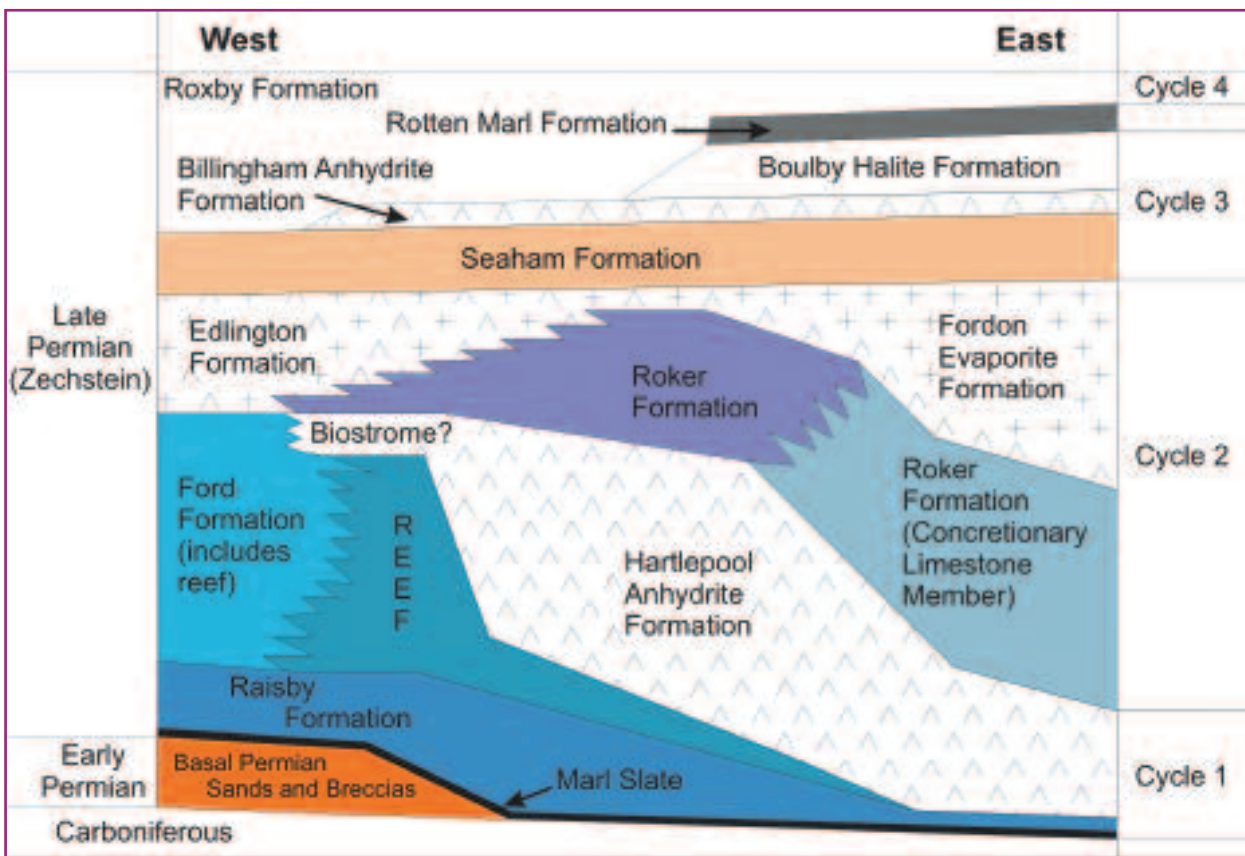 West
East
Roxby Formation
Cycle 4
Rotten Marl Formation
Billingham Anhydrite
Formation
Boulby Halite Formation
Cycle 3
Seaham Formation
Late
Permian
(Zechstein)
Edlington
Formation
Roker
Formation
Fordon
Evaporite
Formation
Biostrome?
Cycle 2
Ford
Formation
(includes
reef)
R
E
E
F
Hartlepool
Anhydrite
Formation
Roker
Formation
(Concretionary
Limestone
Member)
Raisby
Formation
Early
Permian
Basal Permian
Sands and Breccias
Marl Slate
Cycle 1
Carboniferous